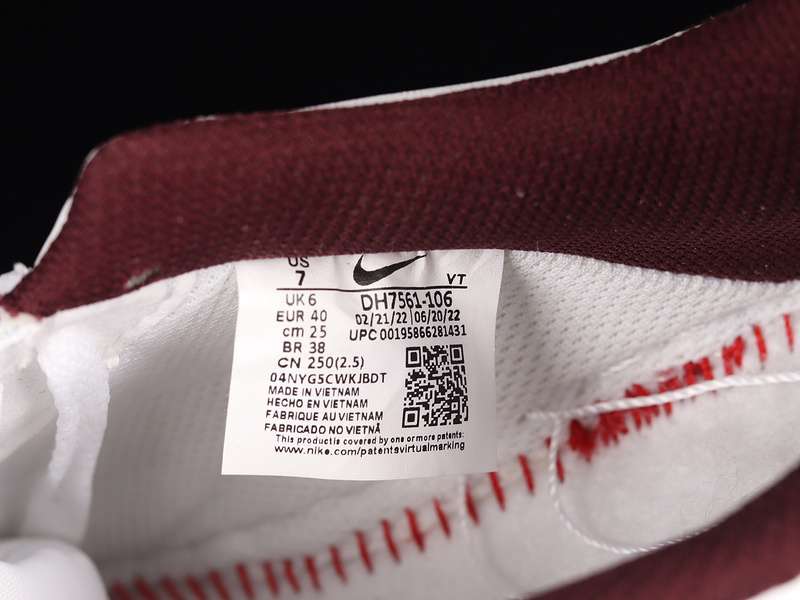 US
7
VT
UK 6
DH7561-106
EUR 40
02/21/22 | 06/20/22
cm 25
UPC 00195866281431
BR 38
CN 250(2.5)
04NYG5CWKJBDT
MADE IN VIETNAM
HECHO EN VIETNAM
FABRIQUE AU VIETNAM
FABRICADO NO VIETNÃ
This product is covered by one or more patents:
www.nike.com/patentsvirtualmarking